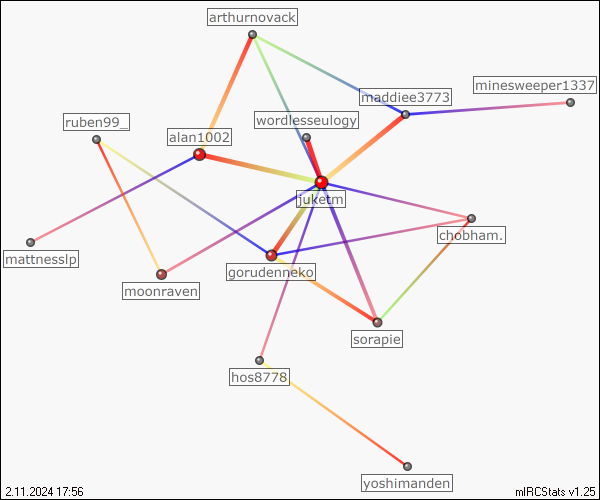 arthurnovack
minesweeper1337
maddiee3773
wordlesseulogy
ruben99_
alan1002
juketm
chobham.
mattnesslp
gorudenneko
moonraven
sorapie
hos8778
yoshimanden
2.11.2024 17:56
mIRCStats v1.25